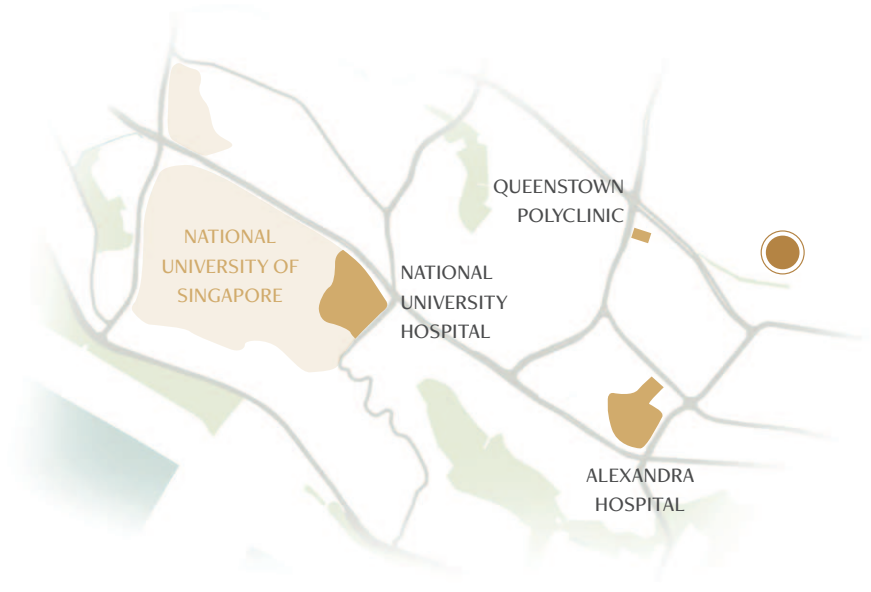 QUEENSTOWN
POLYCLINIC
NATIONAL
UNIVERSITY OF
SINGAPORE
NATIONAL
UNIVERSITY
HOSPITAL
ALEXANDRA
HOSPITAL